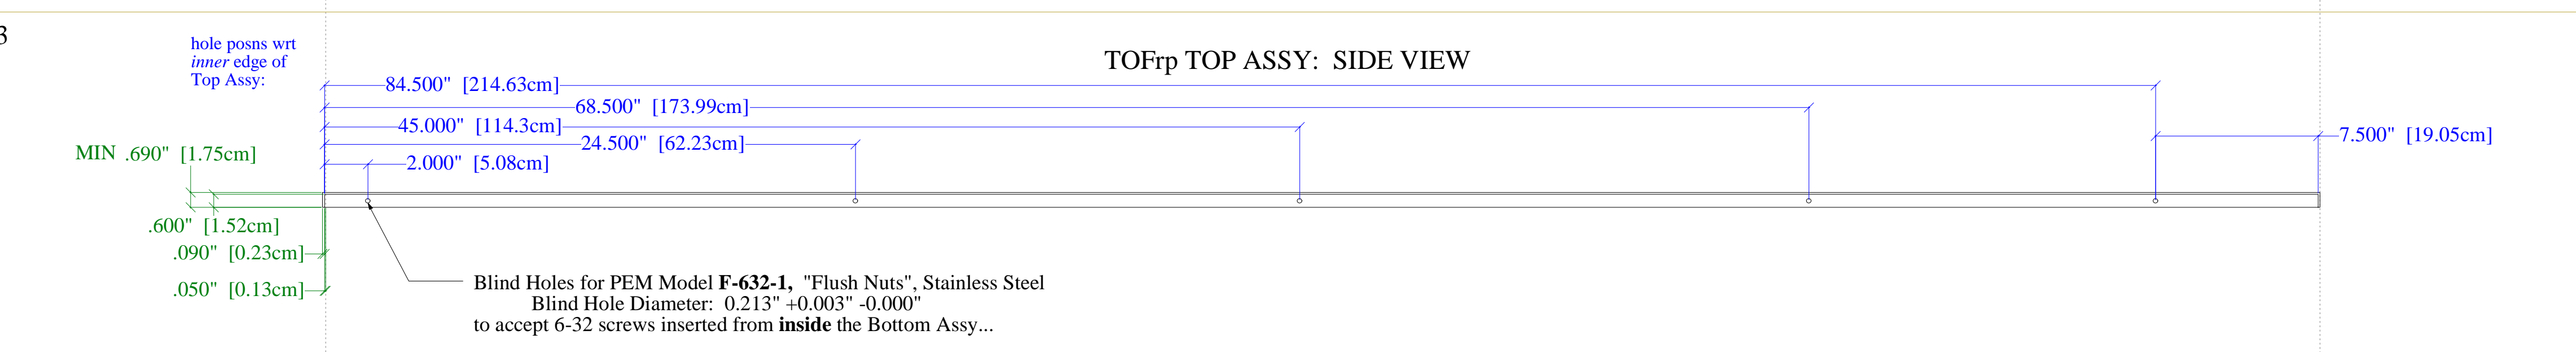 3
hole posns wrt
inner edge of
Top Assy:
TOFrp TOP ASSY:  SIDE VIEW
84.500"  [214.63cm]
68.500"  [173.99cm]
45.000"  [114.3cm]
24.500"  [62.23cm]
2.000"  [5.08cm]
7.500"  [19.05cm]
MIN .690"  [1.75cm]
.600"  [1.52cm]
.090"  [0.23cm]
.050"  [0.13cm]
Blind Holes for PEM Model F-632-1,  "Flush Nuts", Stainless Steel
Blind Hole Diameter:  0.213" +0.003" -0.000"
to accept 6-32 screws inserted from inside the Bottom Assy...